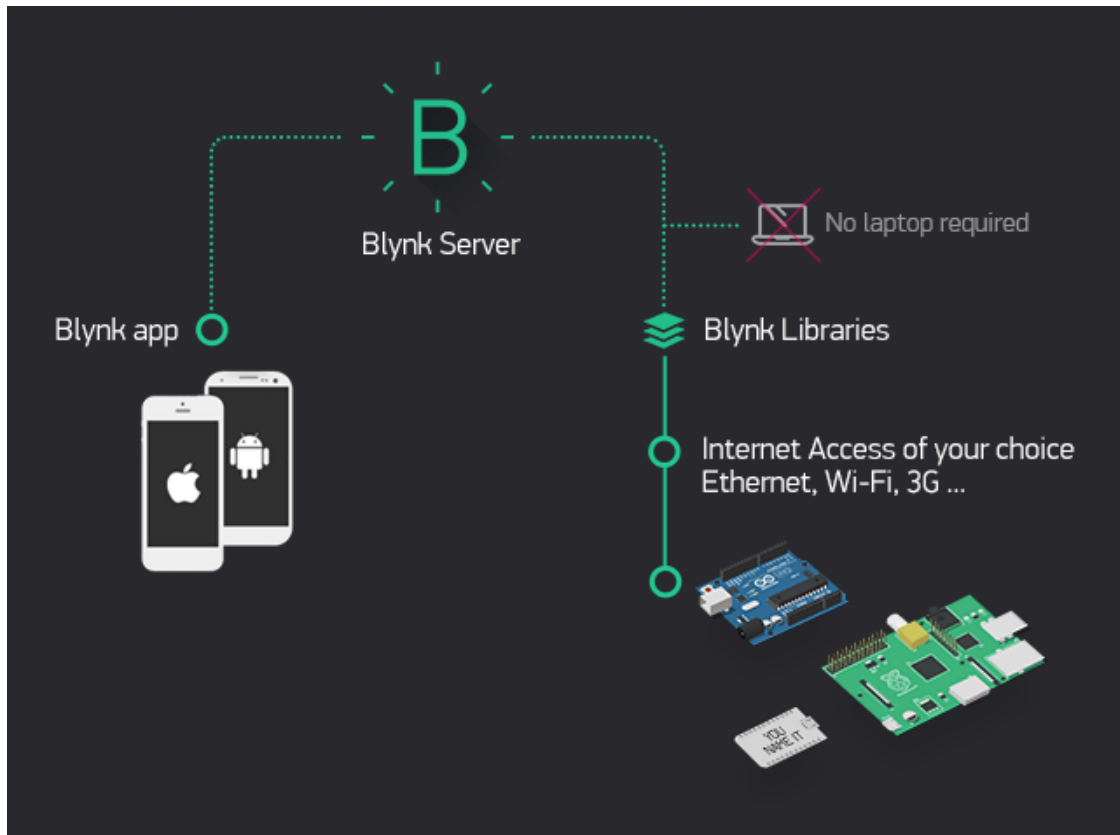 B
Blynk Server
No laptop required
Blynk app
Blynk Libraries
Internet Access of your choice
Ethernet, Wi-Fi, 3G ...
UNO
YOU
NAME IT